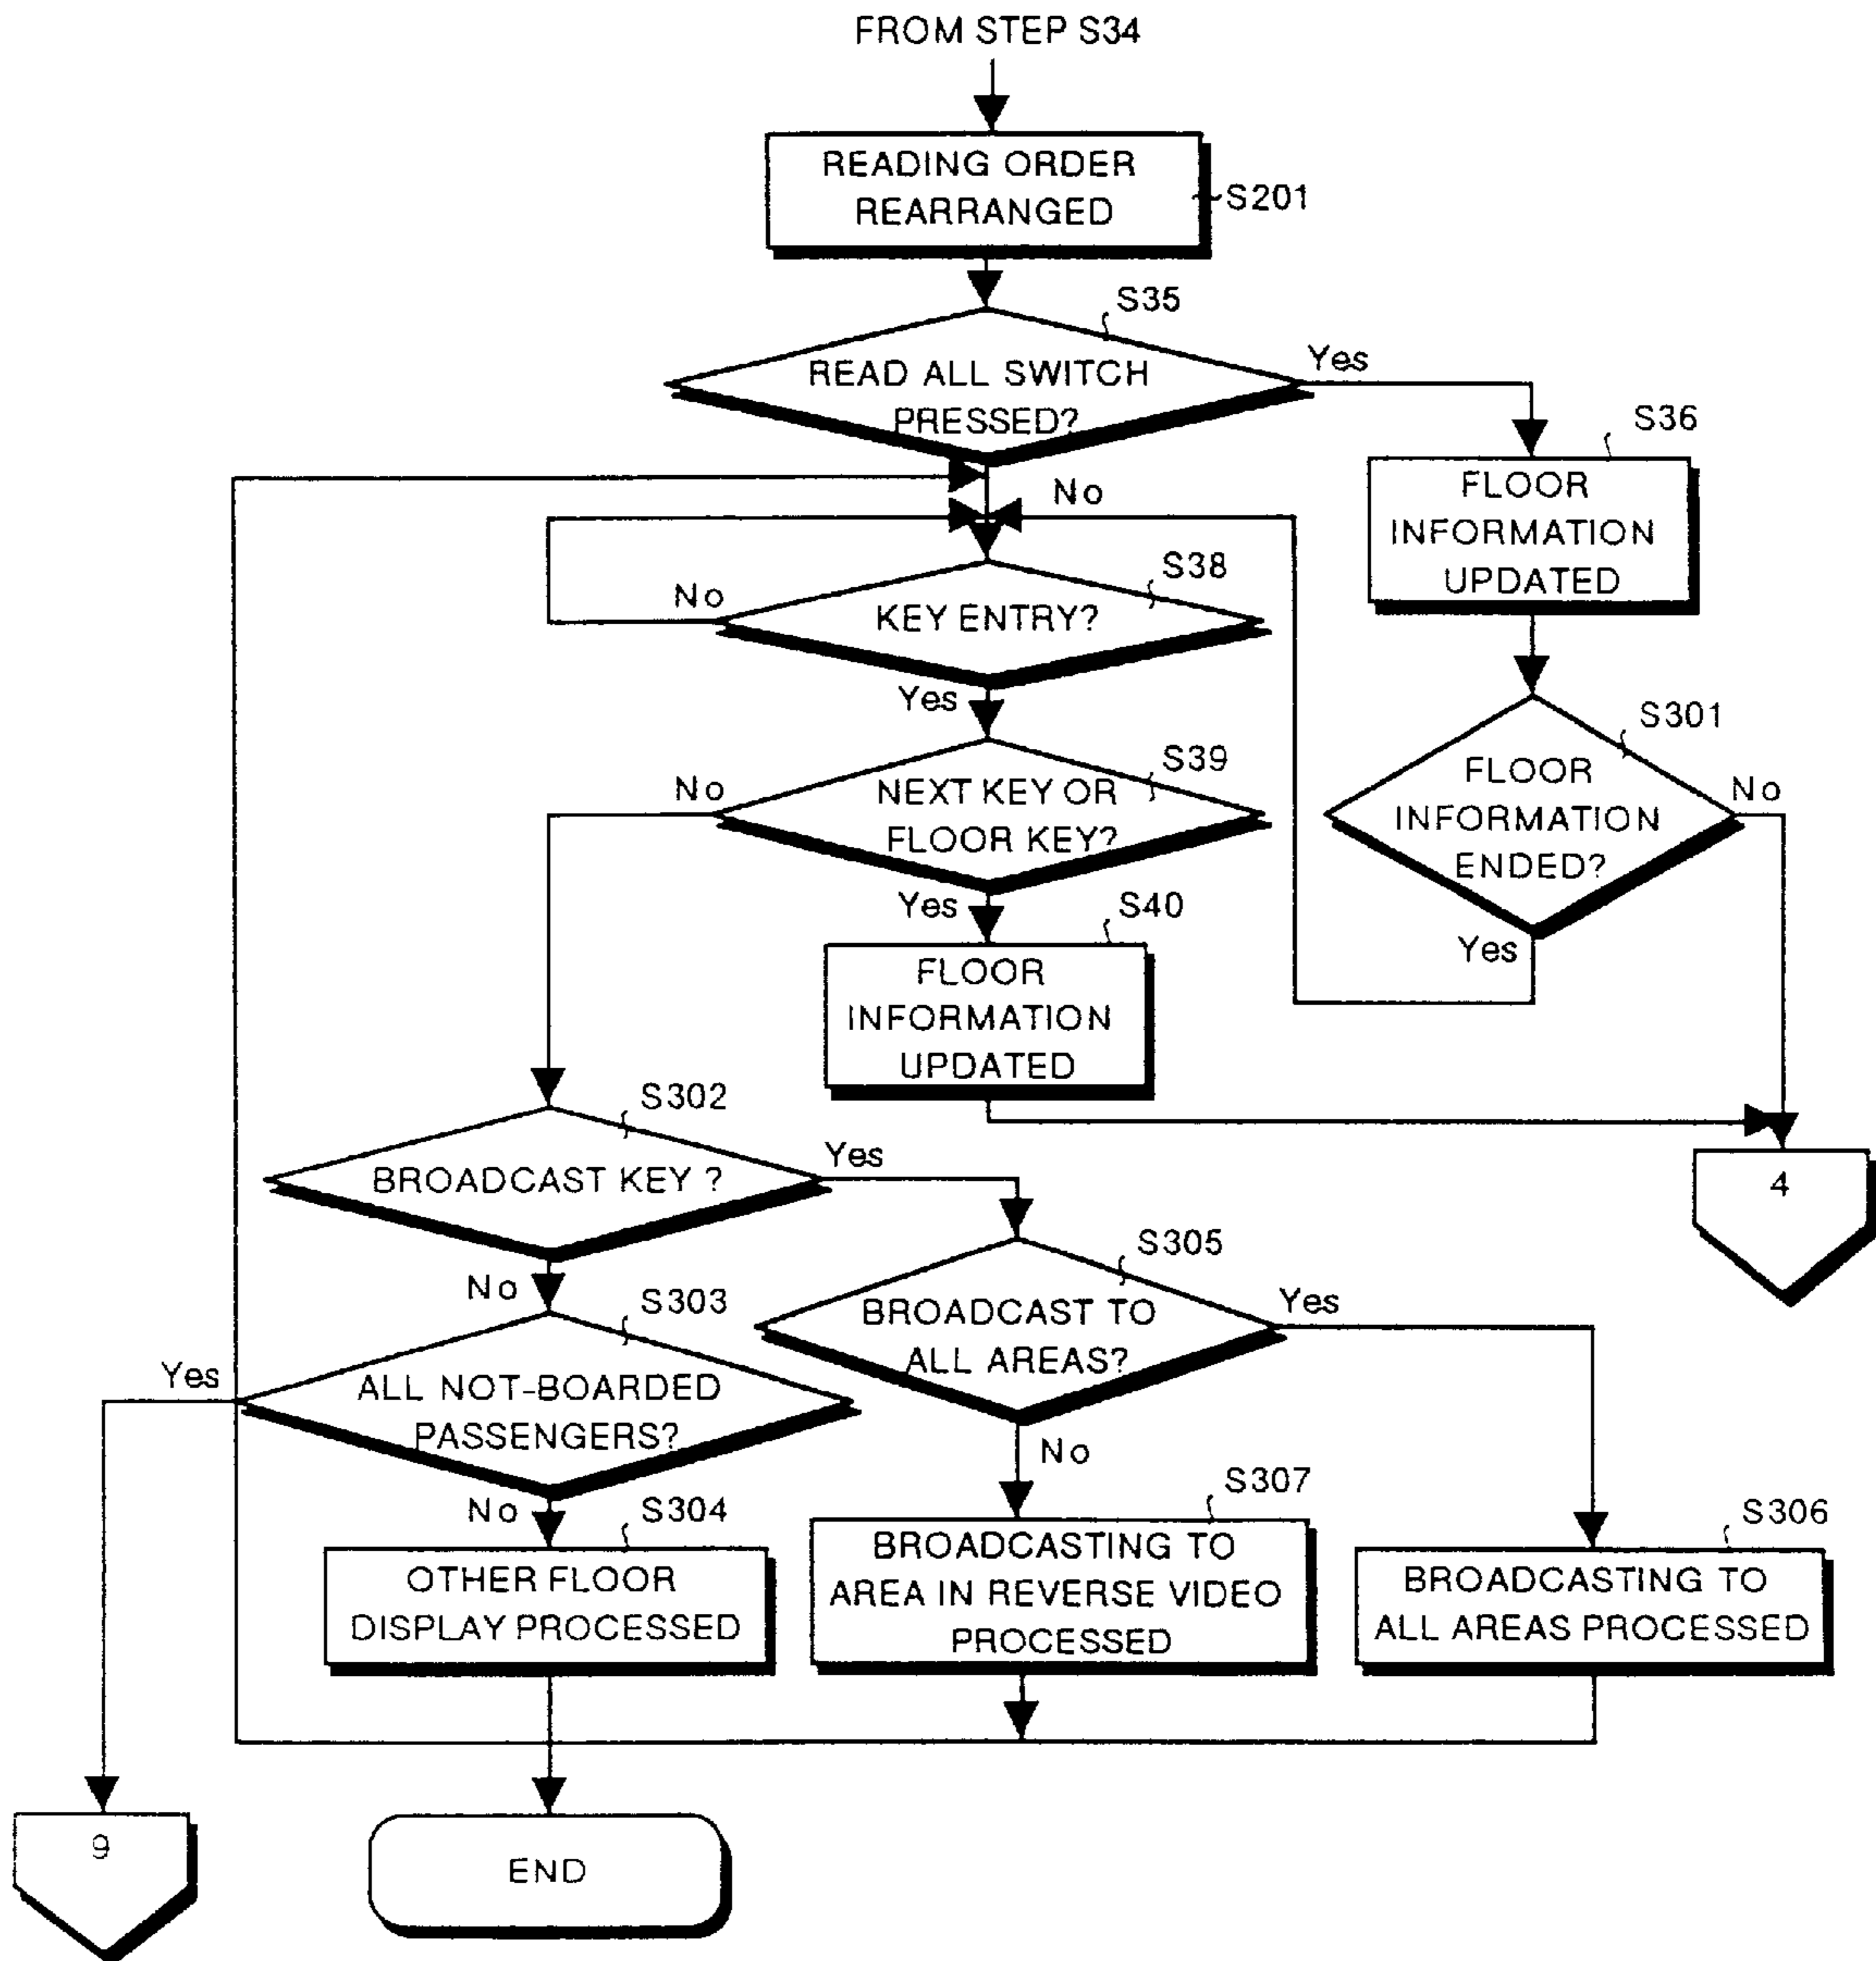 FROM STEP S34
READING ORDER
REARRANGED
S201
S35
READ ALL SWITCH
PRESSED?
Yes
No
S36
FLOOR
INFORMATION
UPDATED
S38
KEY ENTRY?
No
Yes
S301
FLOOR
INFORMATION
ENDED?
No
Yes
S39
NEXT KEY OR
FLOOR KEY?
No
Yes
S40
FLOOR
INFORMATION
UPDATED
4
S302
BROADCAST KEY ?
Yes
No
S305
BROADCAST TO
ALL AREAS?
Yes
No
S303
ALL NOT-BOARDED
PASSENGERS?
Yes
No
S304
OTHER FLOOR
DISPLAY PROCESSED
S307
BROADCASTING TO
AREA IN REVERSE VIDEO
PROCESSED
S306
BROADCASTING TO
ALL AREAS PROCESSED
9
END